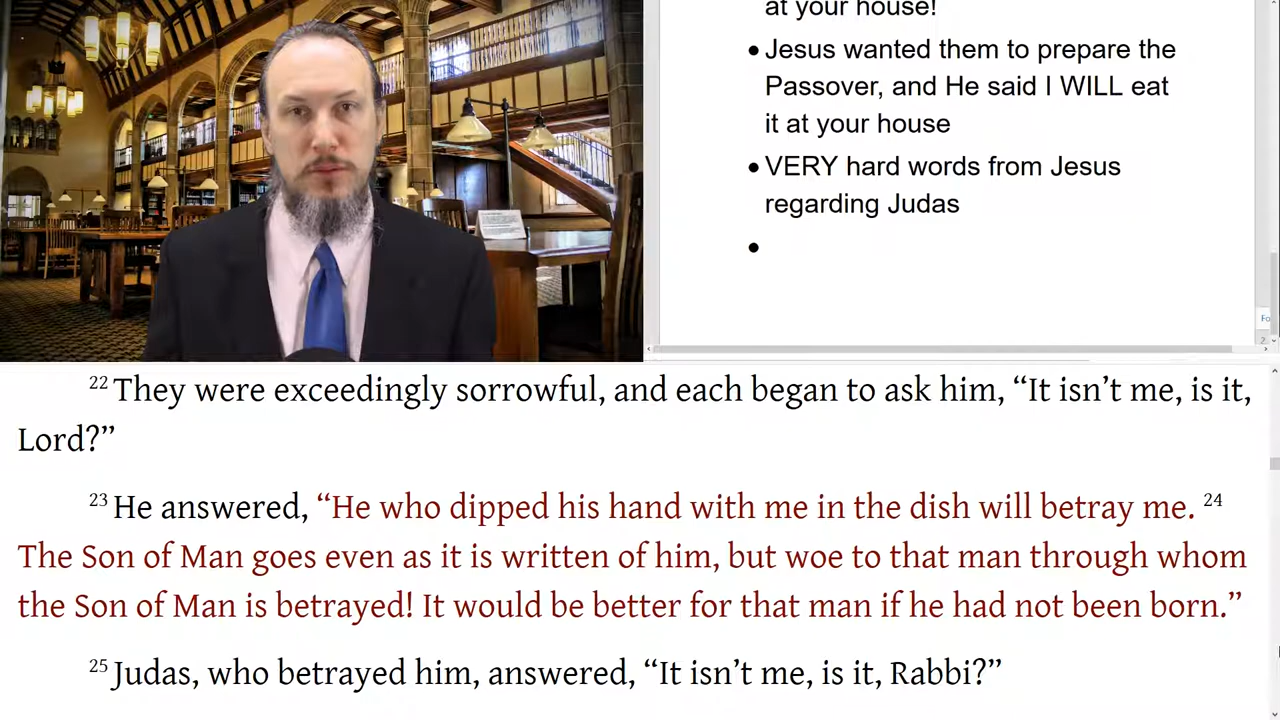 at your house!
• Jesus wanted them to prepare the
Passover, and He said I WILL eat
it at your house
• VERY hard words from Jesus
regarding Judas
•
22 They were exceedingly sorrowful, and each began to ask him, “It isn’t me, is it,
Lord?”
23 He answered, “He who dipped his hand with me in the dish will betray me. 24
The Son of Man goes even as it is written of him, but woe to that man through whom
the Son of Man is betrayed! It would be better for that man if he had not been born.”
25 Judas, who betrayed him, answered, “It isn’t me, is it, Rabbi?”